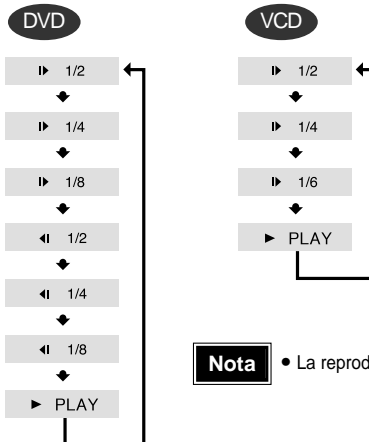 DVD
1/2
1/4
1/8
1/2
1/4
1/8
PLAY
VCD
1/2
1/4
1/6
PLAY
Nota
• La reprod